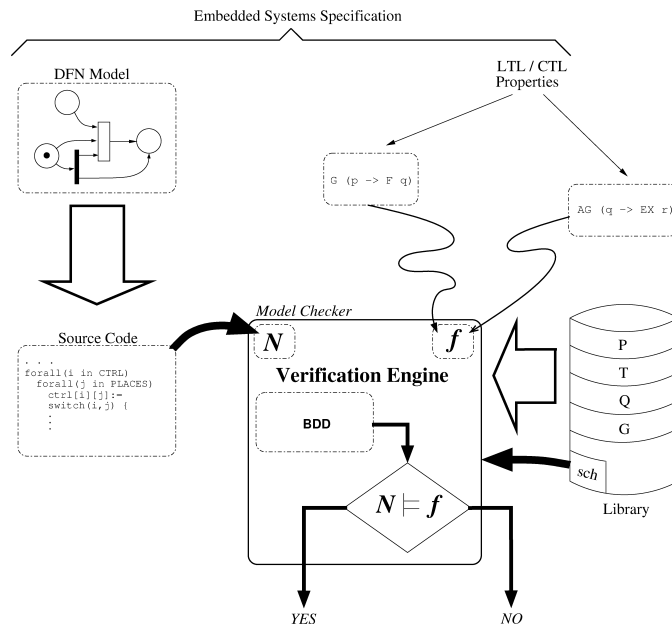 Embedded Systems Specification
DFN Model
LTL / CTL
Properties
G (p -> F q)
AG (q -> EX r)
Source Code
. . .
forall(i in CTRL)
forall(j in PLACES)
ctrl[i][j]:=
switch(i,j) {
.
.
.
Model Checker
N
f
Verification Engine
BDD
N ⊨ f
YES
NO
P
T
Q
G
sch
Library